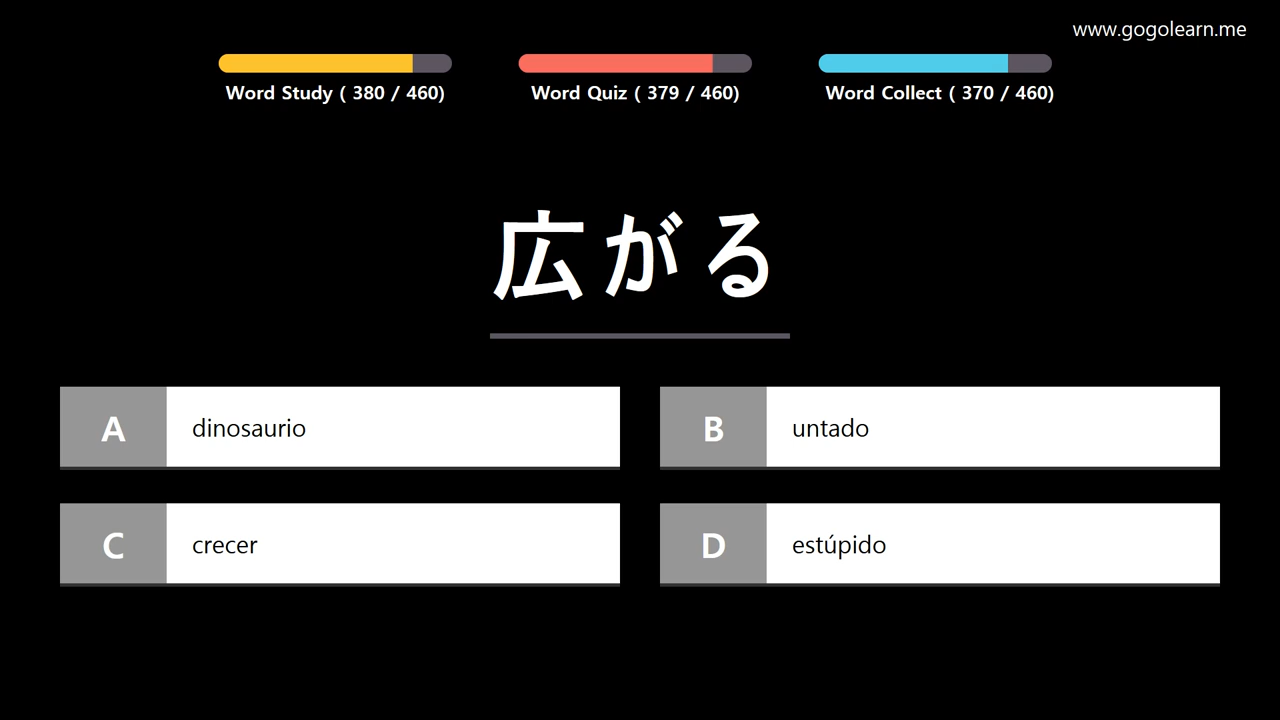 www.gogolearn.me
Word Study ( 380 / 460)
Word Quiz ( 379 / 460)
Word Collect ( 370 / 460)
広がる
A dinosaurio
B untado
C crecer
D estúpido